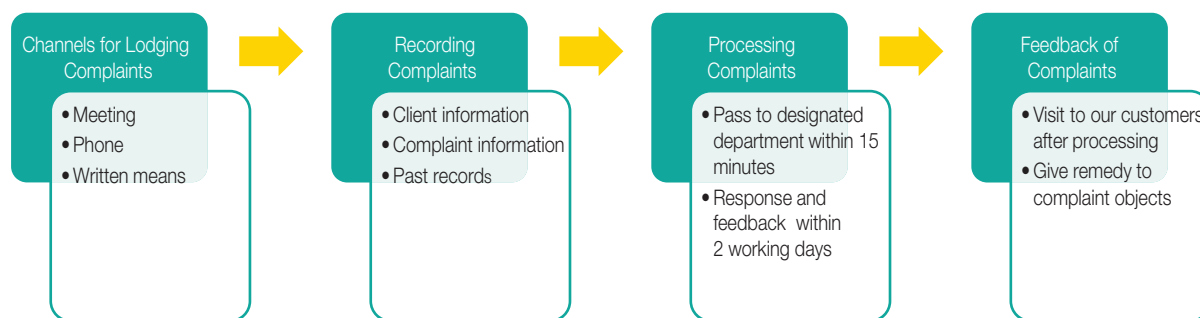 Channels for Lodging
Complaints
• Meeting
• Phone
• Written means
Recording
Complaints
• Client information
• Complaint information
• Past records
Processing
Complaints
• Pass to designated
department within 15
minutes
• Response and
feedback within
2 working days
Feedback of
Complaints
• Visit to our customers
after processing
• Give remedy to
complaint objects